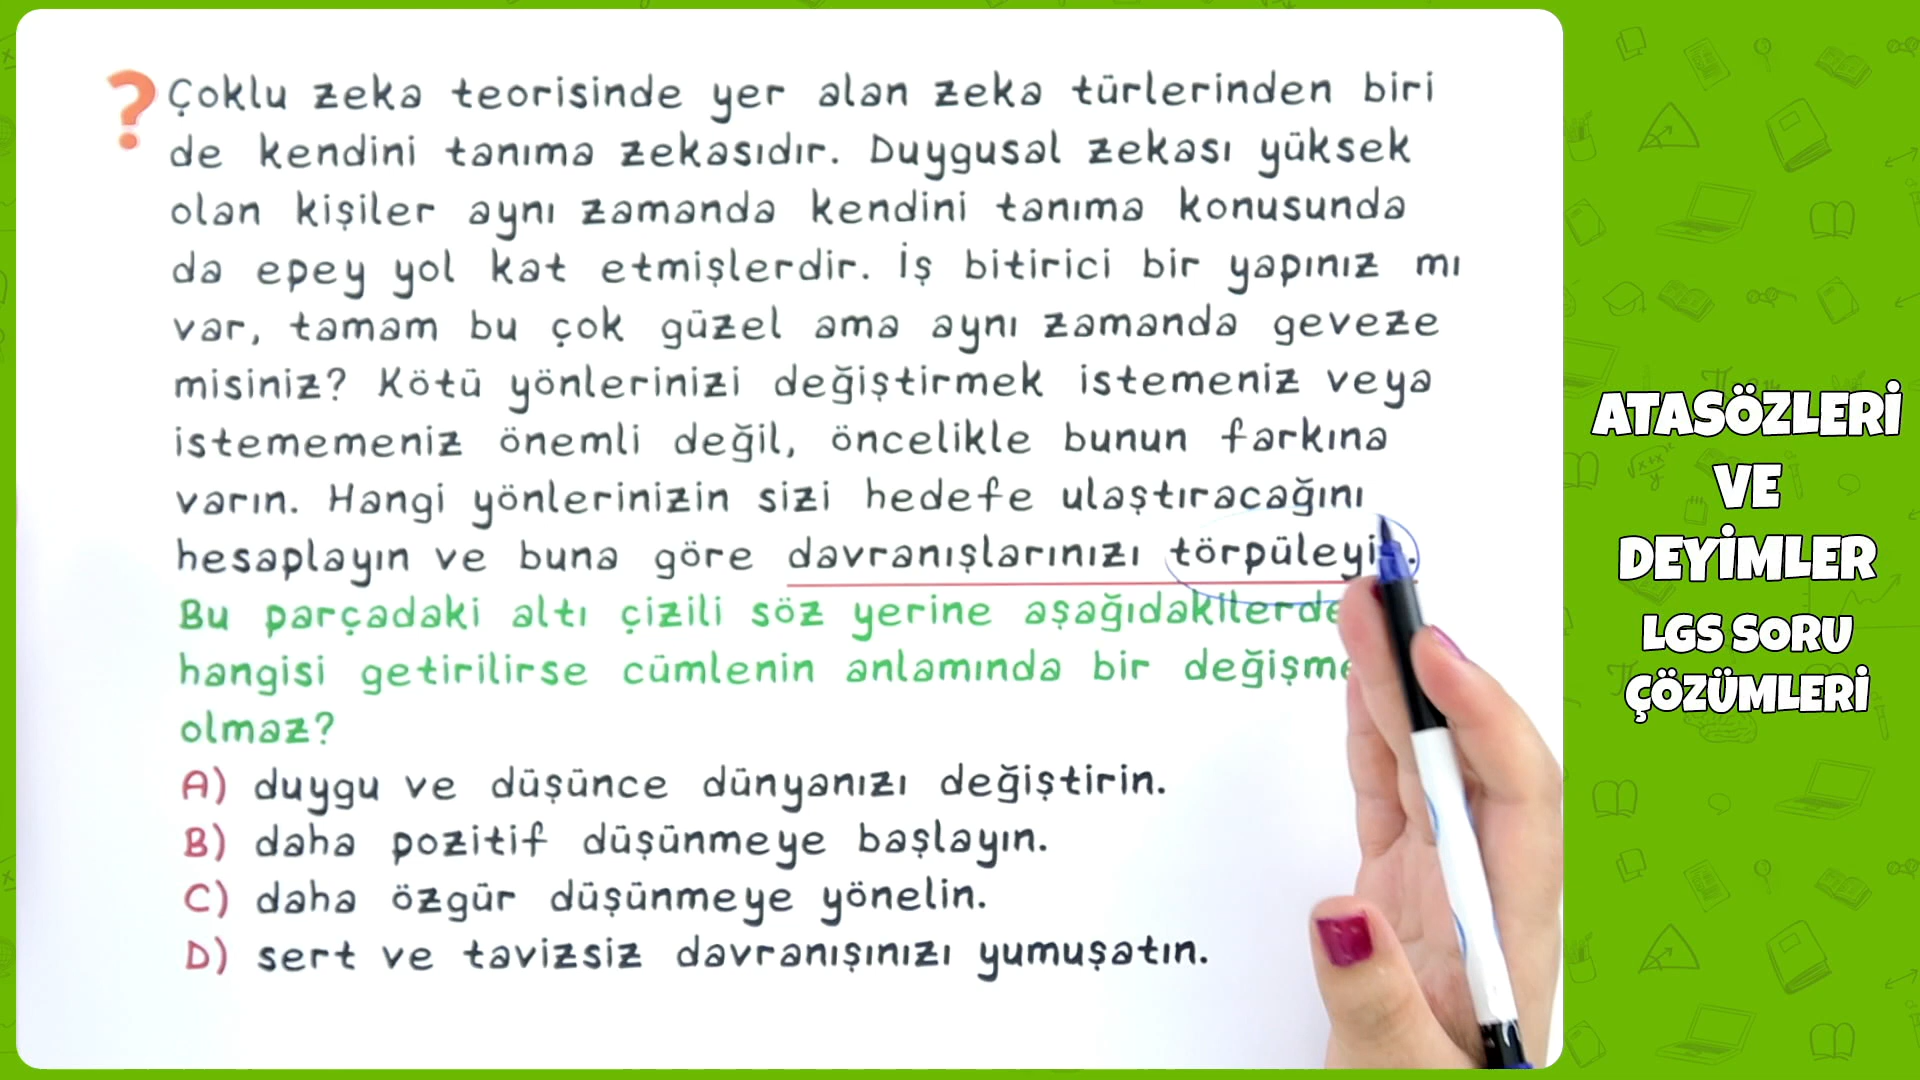 ? Çoklu zeka teorisinde yer alan zeka türlerinden biri
de kendini tanıma zekasıdır. Duygusal zekası yüksek
olan kişiler aynı zamanda kendini tanıma konusunda
da epey yol kat etmişlerdir. İş bitirici bir yapınız mı
var, tamam bu çok güzel ama aynı zamanda geveze
misiniz? Kötü yönlerinizi değiştirmek istemeniz veya
istememeniz önemli değil, öncelikle bunun farkına
varın. Hangi yönlerinizin sizi hedefe ulaştıracağını
hesaplayın ve buna göre davranışlarınızı
Bu parçadaki altı çizili söz yerine
hangisi getirilirse cümlenin anlamında bir
olmaz?
A) duygu ve düşünce dünyanızı değiştirin.
B) daha pozitif düşünmeye başlayın.
C) daha özgür düşünmeye yönelin.
D) sert ve tavizsiz davranışınızı yumuşatın.
ATASÖZLERİ
VE
DEYİMLER
LGS SORU
ÇÖZÜMLERİ